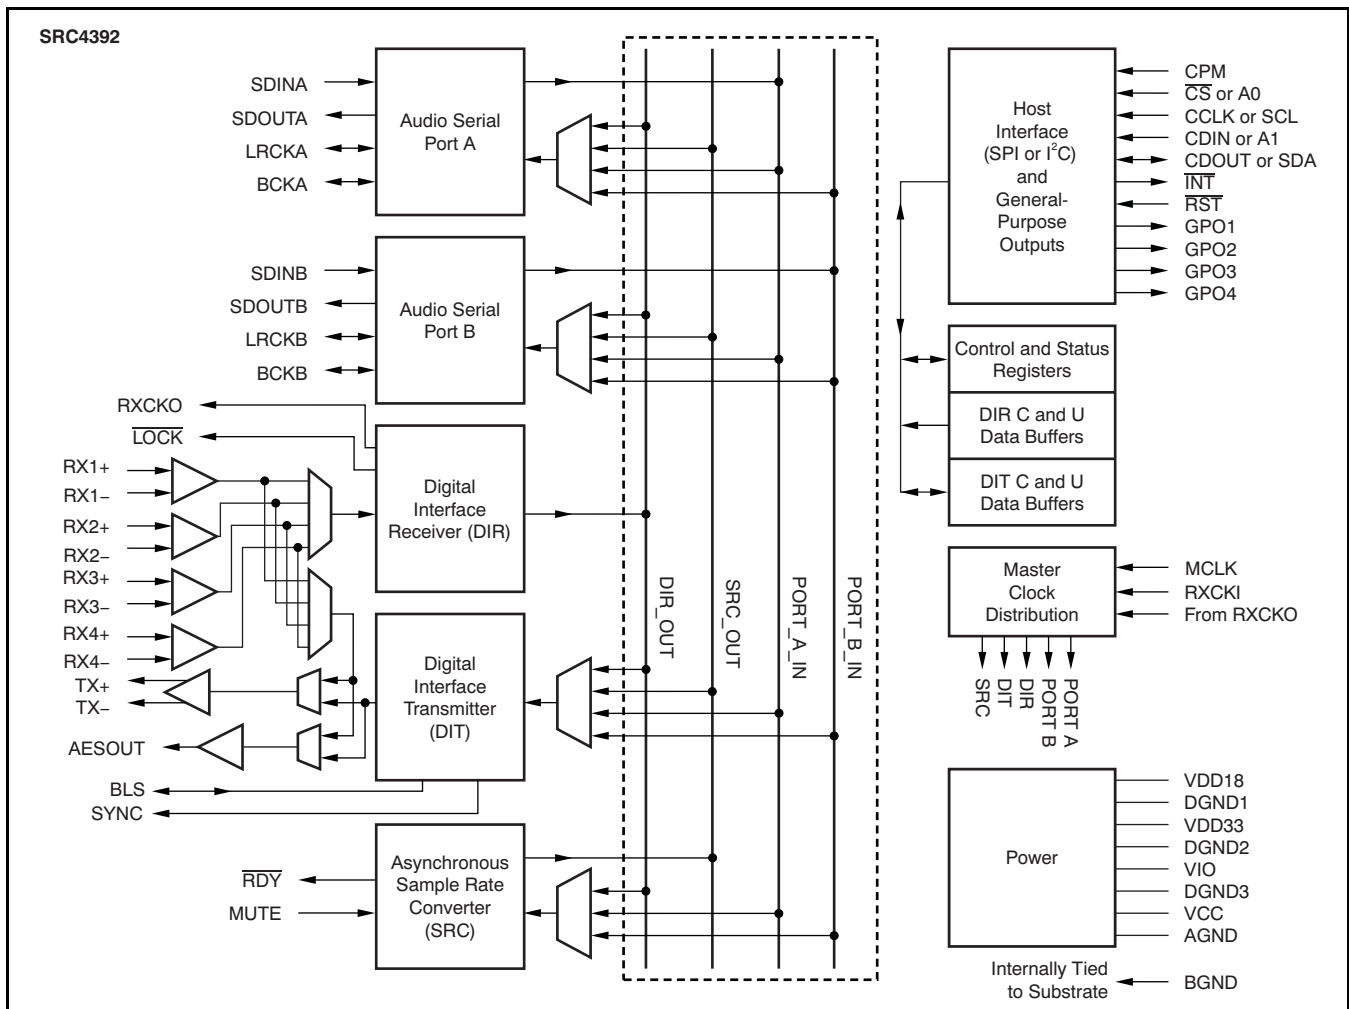 SRC4392
SDINA
SDOUTA
LRCKA
BCKA
Audio Serial
Port A
SDINB
SDOUTB
LRCKB
BCKB
Audio Serial
Port B
RXCKO
LOCK
RX1+
RX1−
RX2+
RX2−
RX3+
RX3−
RX4+
RX4−
TX+
TX−
AESOUT
BLS
SYNC
Digital
Interface
Receiver (DIR)
Digital
Interface
Transmitter
(DIT)
RDY
MUTE
Asynchronous
Sample Rate
Converter
(SRC)
DIR_OUT
SRC_OUT
PORT_A_IN
PORT_B_IN
Host
Interface
(SPI or I²C)
and
General-
Purpose
Outputs
CPM
CS or A0
CCLK or SCL
CDIN or A1
CDOUT or SDA
INT
RST
GPO1
GPO2
GPO3
GPO4
Control and Status
Registers
DIR C and U
Data Buffers
DIT C and U
Data Buffers
Master
Clock
Distribution
MCLK
RXCKI
From RXCKO
SRC
DIT
DIR
PORT B
PORT A
Power
VDD18
DGND1
VDD33
DGND2
VIO
DGND3
VCC
AGND
Internally Tied
to Substrate
BGND